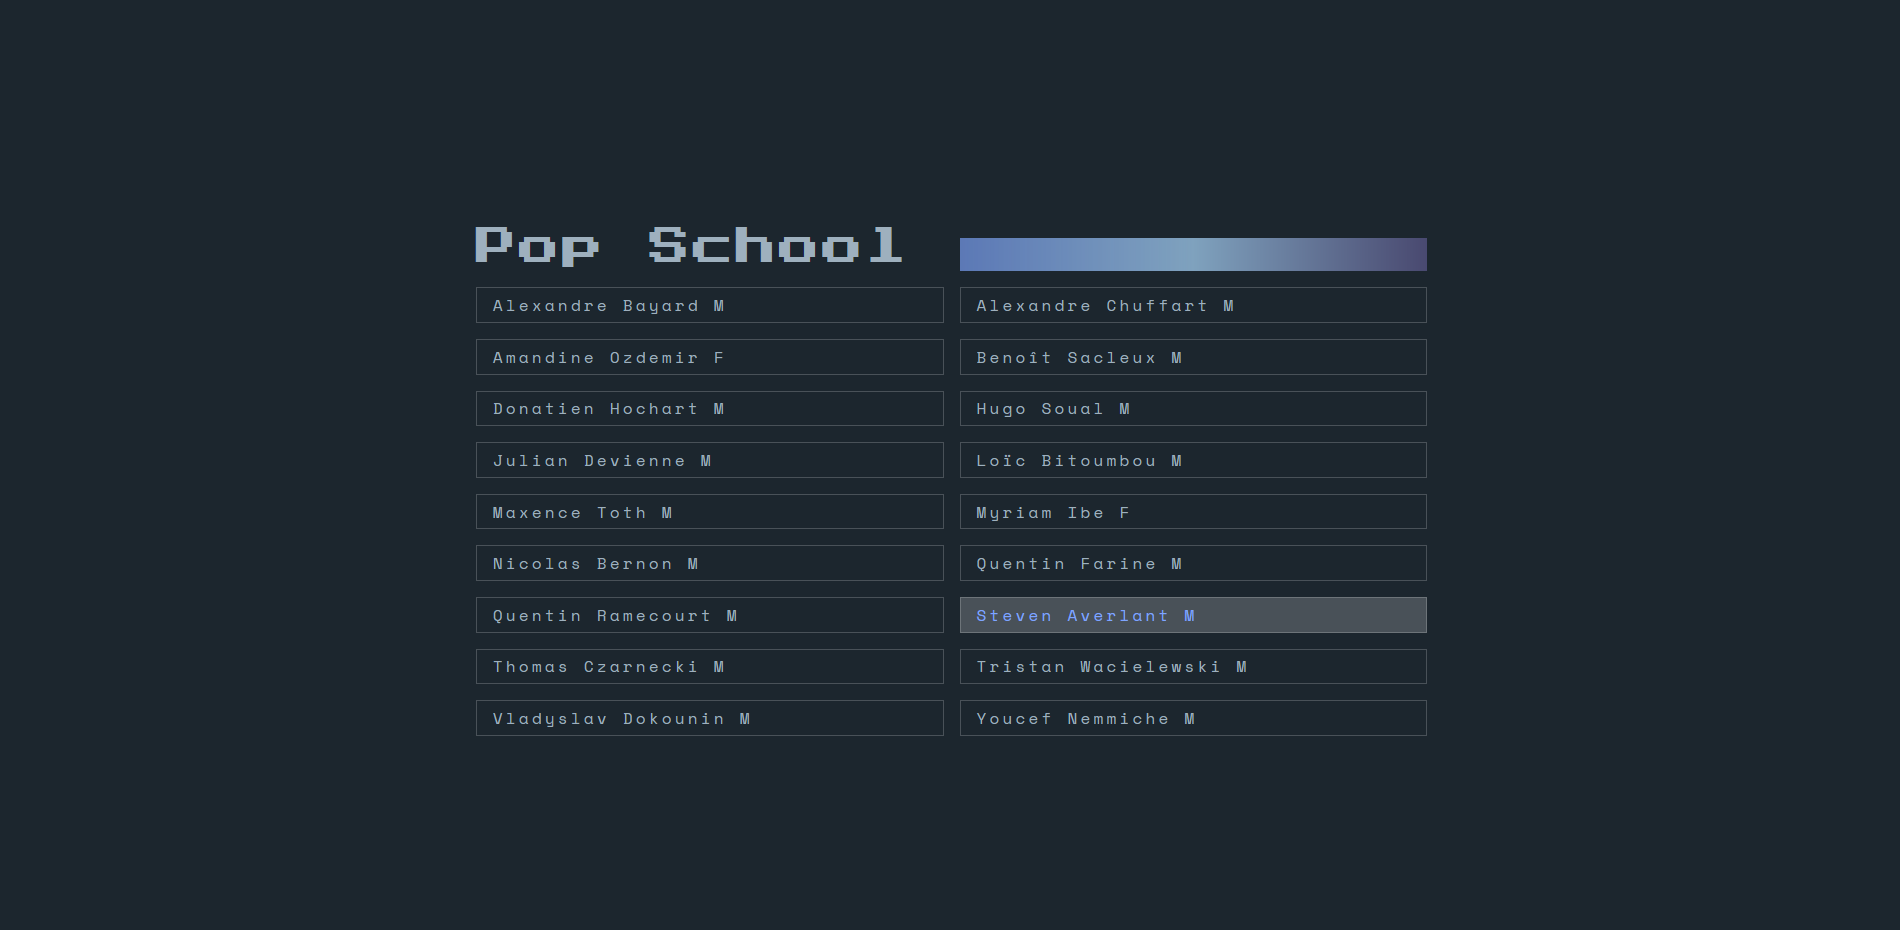 Pop School
Alexandre Bayard M
Alexandre Chuffart M
Amandine Ozdemir F
Benoît Sacleux M
Donatien Hochart M
Hugo Soual M
Julian Devienne M
Loïc Bitoumbou M
Maxence Toth M
Myriam Ibe F
Nicolas Bernon M
Quentin Farine M
Quentin Ramecourt M
Steven Averlant M
Thomas Czarnecki M
Tristan Wacielewski M
Vladyslav Dokounin M
Youcef Nemmiche M